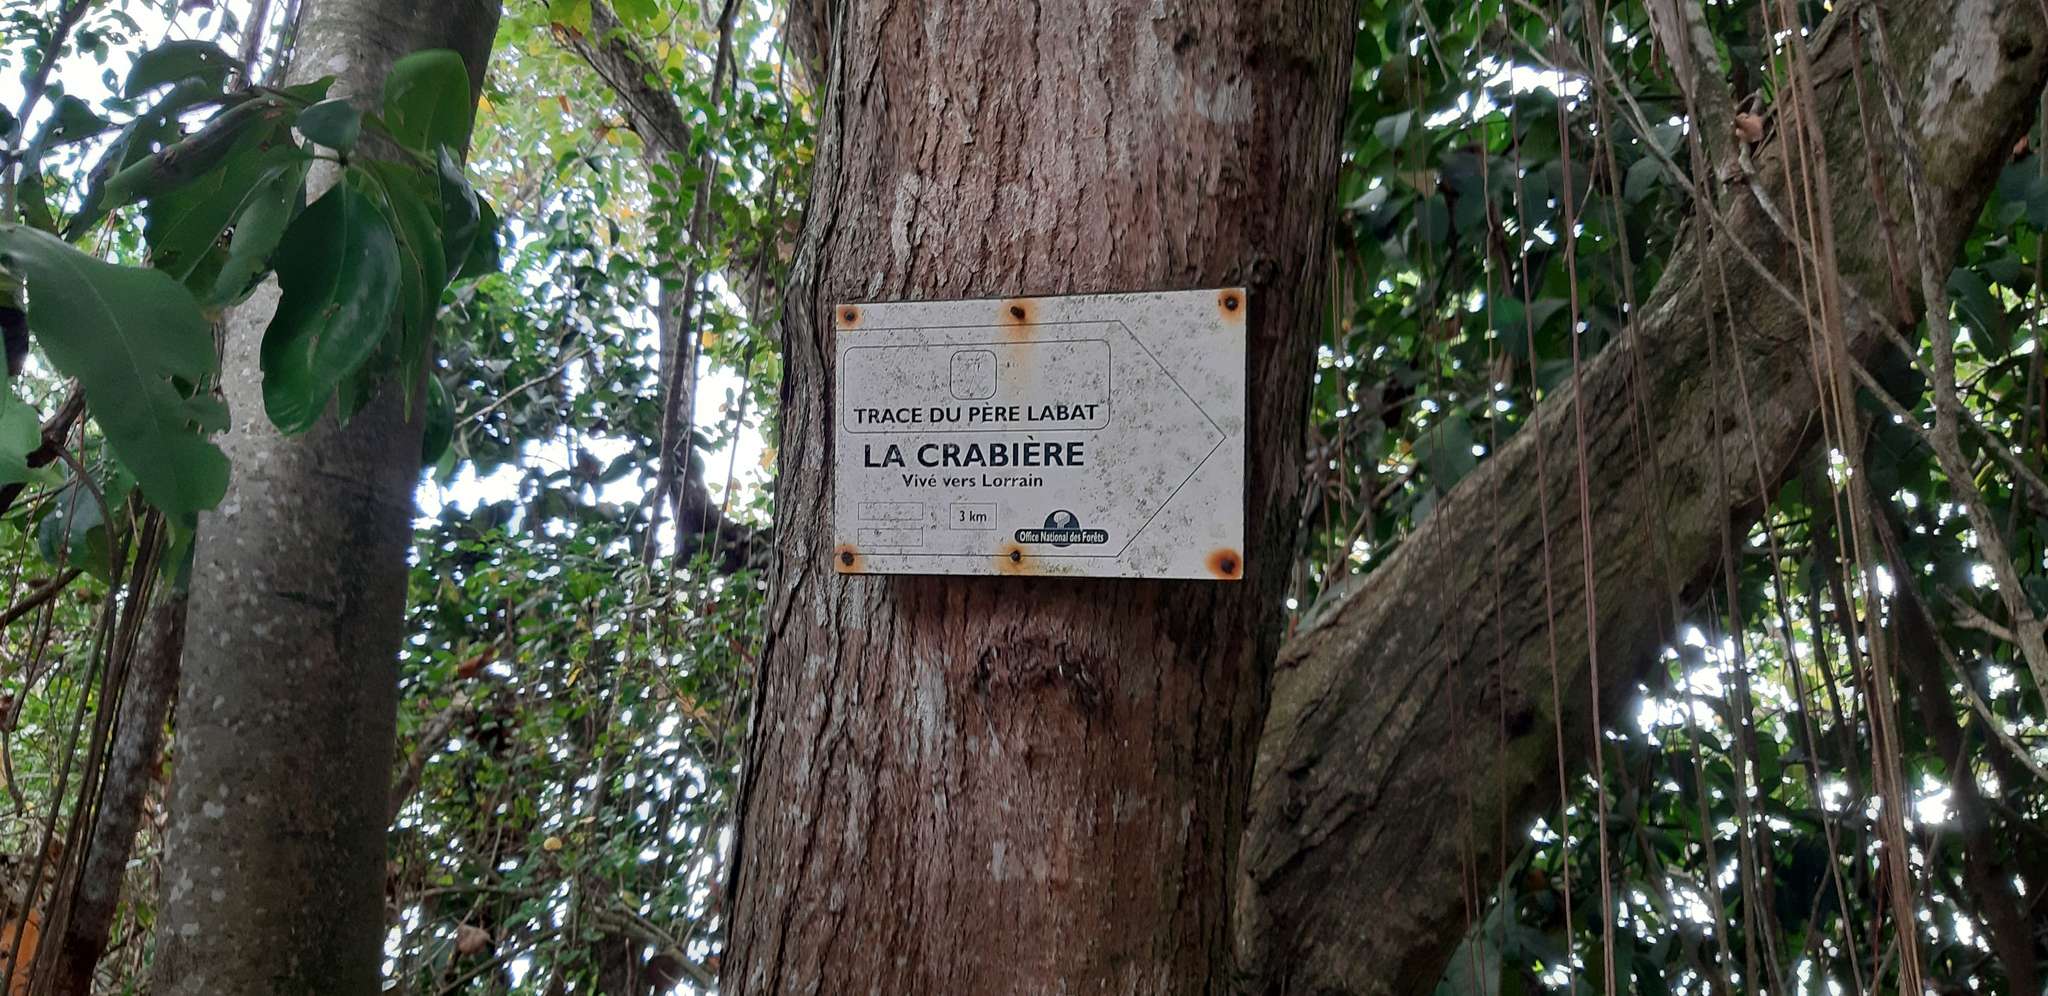 TRACE DU PÈRE LABAT
LA CRABIÈRE
Vivé vers Lorrain
3 km
Office National des Forêts